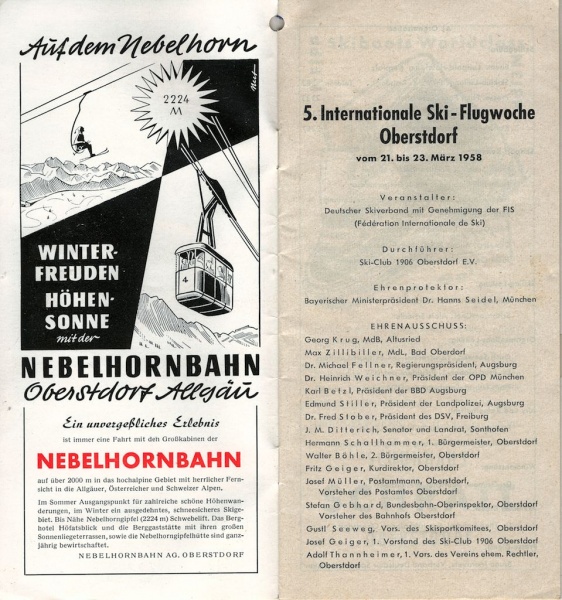 Auf dem Nebelhorn
2224
M
4
WINTER-
FREUDEN
HÖHEN-
SONNE
mit der
NEBELHORNBAHN
Oberstdorf Allgäu
Ein unvergeßliches Erlebnis
ist immer eine Fahrt mit den Großkabinen der
NEBELHORNBAHN
auf über 2000 m in das hochalpine Gebiet mit herrlicher Fern-
sicht in die Allgäuer, Österreicher und Schweizer Alpen.
Im Sommer Ausgangspunkt für zahlreiche schöne Höhenwan-
derungen, im Winter ein ausgedehntes, schneesicheres Skige-
biet. Bis Nähe Nebelhorngipfel (2224 m) Schwebelift. Das Berg-
hotel Höfatsblick und die Berggaststätte mit ihren großen
Sonnenliegeterrassen, sowie die Nebelhorngipfelhütte sind ganz-
jährig bewirtschaftet.
NEBELHORNBAHN AG. OBERSTDORF
5. Internationale Ski-Flugwoche
Oberstdorf
vom 21. bis 23. März 1958
Veranstalter:
Deutscher Skiverband mit Genehmigung der FIS
(Fédération Internationale de Ski)
Durchführer:
Ski-Club 1906 Oberstdorf E.V.
Ehrenprotektor:
Bayerischer Ministerpräsident Dr. Hanns Seidel, München
EHRENAUSSCHUSS:
Georg Krug, MdB, Altusried
Max Zillibiller, MdL, Bad Oberdorf
Dr. Michael Fellner, Regierungspräsident, Augsburg
Dr. Heinrich Weichner, Präsident der OPD München
Karl Betzl, Präsident der BBD Augsburg
Edmund Stiller, Präsident der Landpolizei, Augsburg
Dr. Fred Stober, Präsident des DSV, Freiburg
J. M. Ditterich, Senator und Landrat, Sonthofen
Hermann Schallhammer, 1. Bürgermeister, Oberstdorf
Walter Böhle, 2. Bürgermeister, Oberstdorf
Fritz Geiger, Kurdirektor, Oberstdorf
Josef Müller, Postamtmann, Oberstdorf,
Vorsteher des Postamtes Oberstdorf
Stefan Gebhard, Bundesbahn-Oberinspektor, Oberstdorf
Vorsteher des Bahnhofs Oberstdorf
Gustl Seeweg, Vors. des Skisportkomitees, Oberstdorf
Josef Geiger, 1. Vorstand des Ski-Club 1906 Oberstdorf
Adolf Thannheimer, 1. Vors. des Vereins ehem. Rechtler,
Oberstdorf